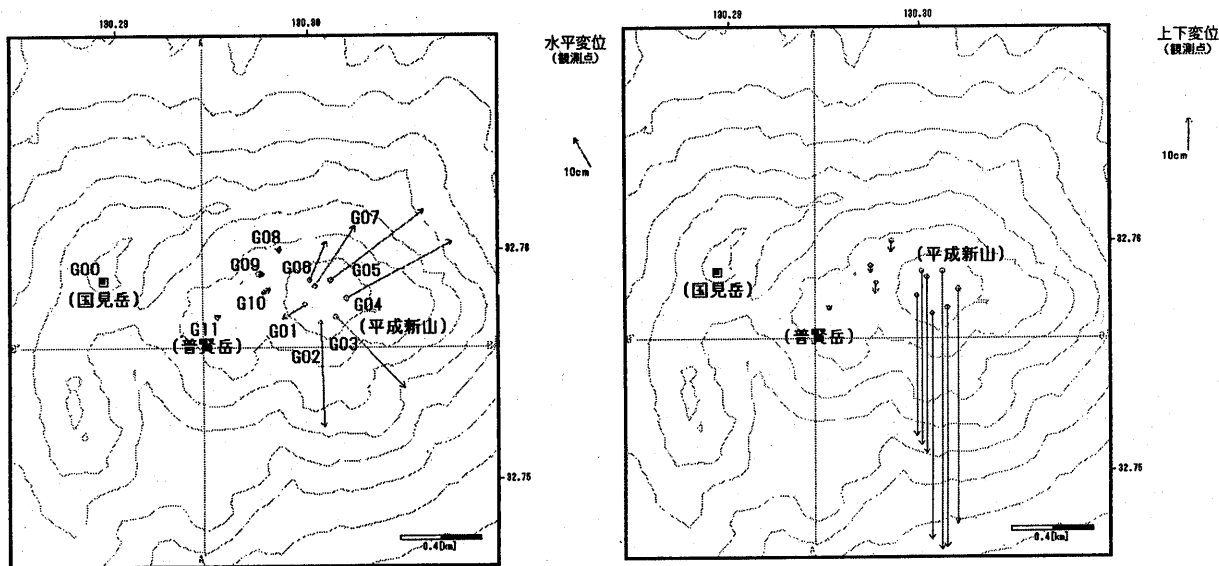 130.29
130.30
水平変位
(観測点)
10cm
G07
G08
32.76
G00
G09
G06
G05
(国見岳)
G10
G04
G11
G01
(平成新山)
(普賢岳)
G02
G03
32.75
0.4[km]
130.29
130.30
上下変位
(観測点)
10cm
32.76
(平成新山)
(国見岳)
(普賢岳)
32.75
0.4[km]